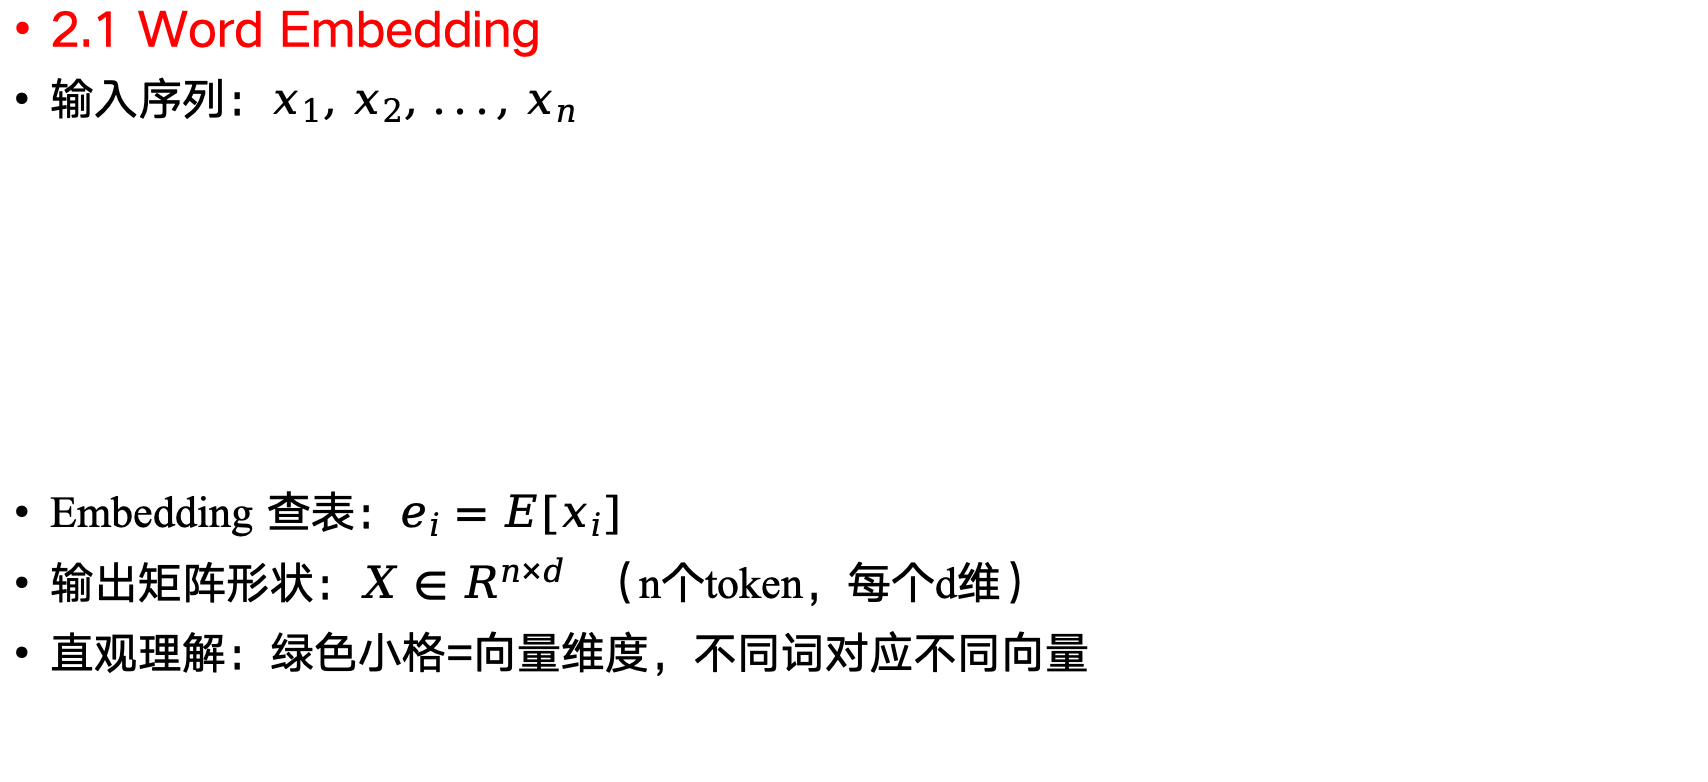 • 2.1 Word Embedding
• 输入序列：x₁, x₂, ..., xₙ
• Embedding 查表：eᵢ = E[xᵢ]
• 输出矩阵形状：X ∈ Rⁿˣᵈ （n个token，每个d维）
• 直观理解：绿色小格=向量维度，不同词对应不同向量